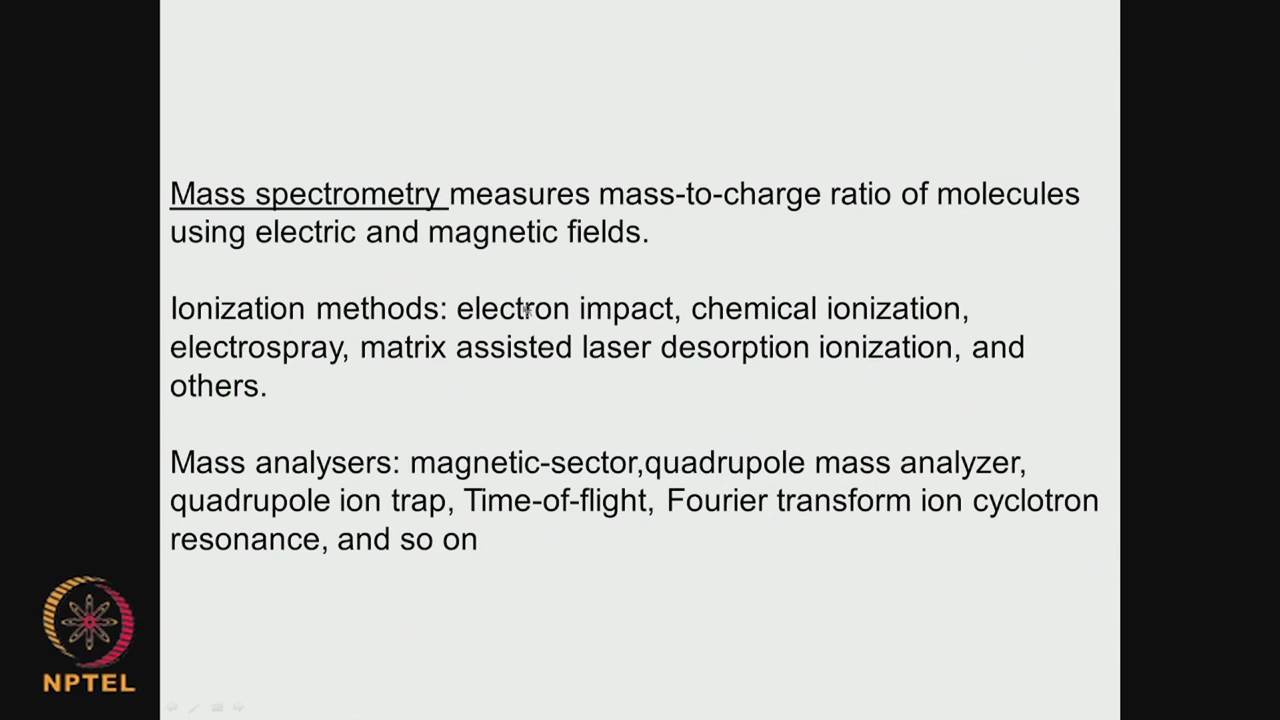 Mass spectrometry measures mass-to-charge ratio of molecules
using electric and magnetic fields.
Ionization methods: electron impact, chemical ionization,
electrospray, matrix assisted laser desorption ionization, and
others.
Mass analysers: magnetic-sector,quadrupole mass analyzer,
quadrupole ion trap, Time-of-flight, Fourier transform ion cyclotron
resonance, and so on
NPTEL